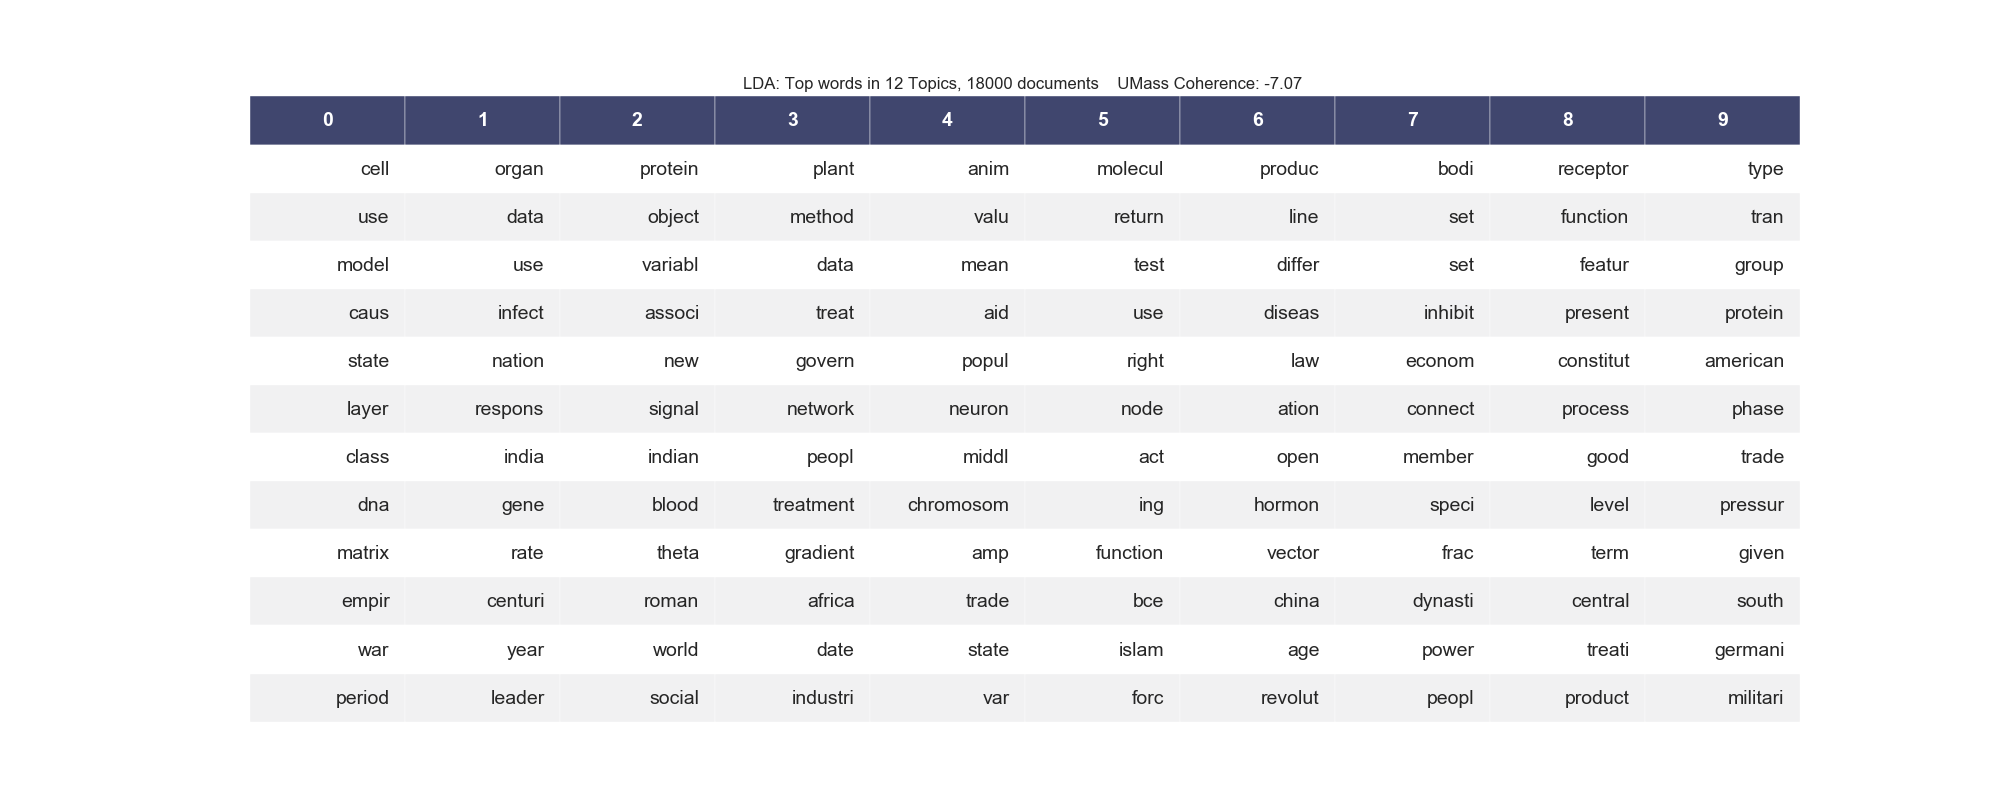 LDA: Top words in 12 Topics, 18000 documents    UMass Coherence: -7.07
0 1 2 3 4 5 6 7 8 9
cell organ protein plant anim molecul produc bodi receptor type
use data object method valu return line set function tran
model use variabl data mean test differ set featur group
caus infect associ treat aid use diseas inhibit present protein
state nation new govern popul right law econom constitut american
layer respons signal network neuron node ation connect process phase
class india indian peopl middl act open member good trade
dna gene blood treatment chromosom ing hormon speci level pressur
matrix rate theta gradient amp function vector frac term given
empir centuri roman africa trade bce china dynasti central south
war year world date state islam age power treati germani
period leader social industri var forc revolut peopl product militari